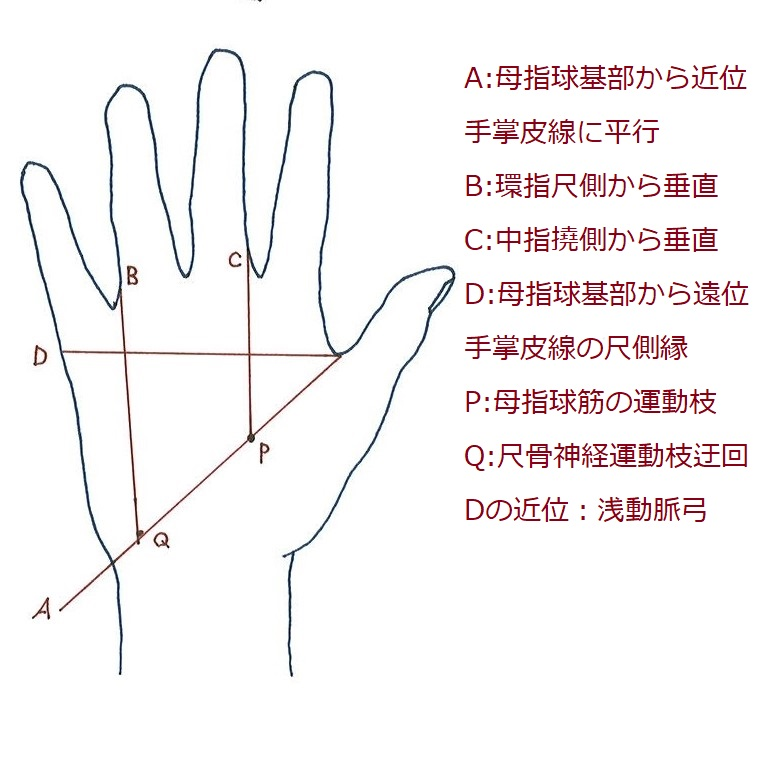 A:母指球基部から近位
手掌皮線に平行
B:環指尺側から垂直
C:中指撓側から垂直
D:母指球基部から遠位
手掌皮線の尺側縁
P:母指球筋の運動枝
Q:尺骨神経運動枝迂回
Dの近位：浅動脈弓
B
C
D
P
Q
A